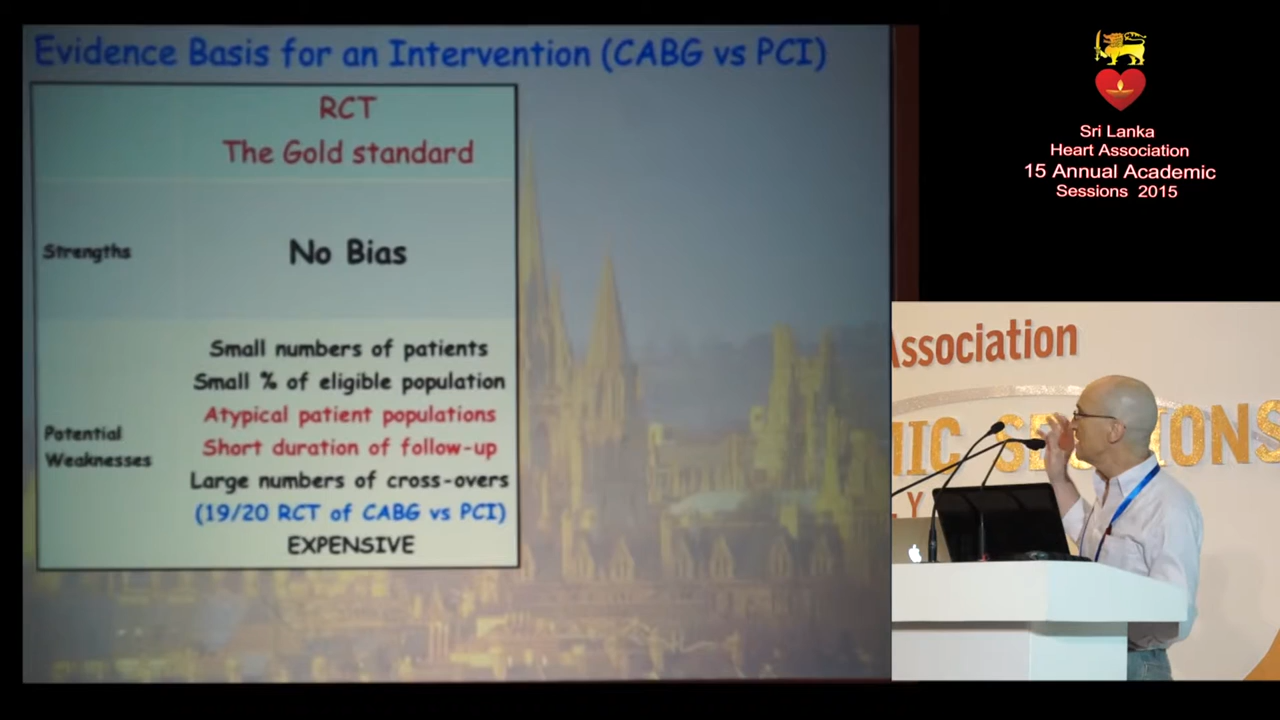 Evidence Basis for an Intervention (CABG vs PCI)
RCT
The Gold standard
Strengths
No Bias
Potential
Weaknesses
Small numbers of patients
Small % of eligible population
Atypical patient populations
Short duration of follow-up
Large numbers of cross-overs
(19/20 RCT of CABG vs PCI)
EXPENSIVE
Sri Lanka
Heart Association
15 Annual Academic
Sessions 2015
Association